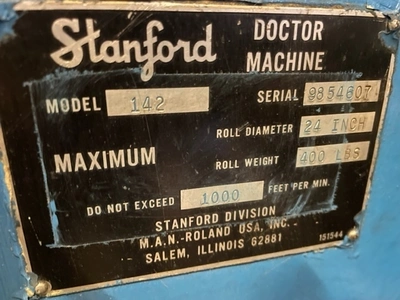 Stanford DOCTOR
MACHINE
MODEL 142 SERIAL 9854607
ROLL DIAMETER 24 INCH
MAXIMUM ROLL WEIGHT 400 LBS
DO NOT EXCEED 1000 FEET PER MIN.
STANFORD DIVISION
M.A.N.-ROLAND USA, INC.
SALEM, ILLINOIS 62881 151544